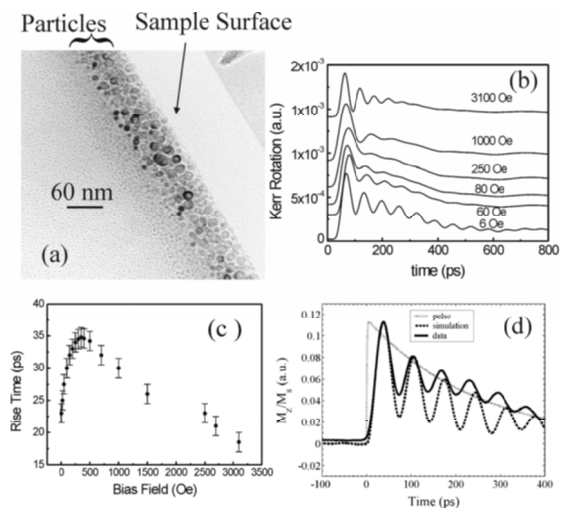 Particles
Sample Surface
60 nm
(a)
(b)
2x10⁻³
1x10⁻³
1x10⁻³
5x10⁻⁴
Kerr Rotation (a.u.)
3100 Oe
1000 Oe
250 Oe
80 Oe
60 Oe
6 Oe
0 200 400 600 800
time (ps)
(c)
40
35
30
25
20
15
Rise Time (ps)
0 500 1000 1500 2000 2500 3000 3500
Bias Field (Oe)
(d)
pulse
simulation
data
0.12
0.1
0.08
0.06
0.04
0.02
0
0.02
M_Z/M_s (a.u.)
-100 0 100 200 300 400
Time (ps)